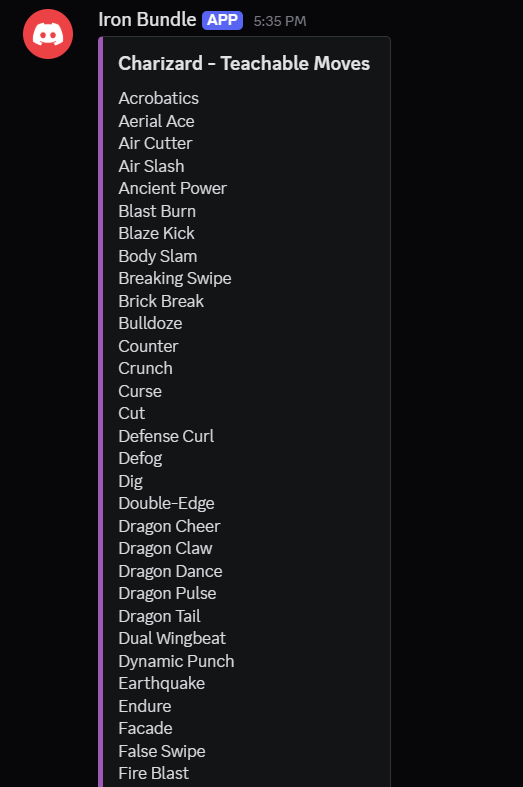 Iron Bundle APP 5:35 PM
Charizard - Teachable Moves
Acrobatics
Aerial Ace
Air Cutter
Air Slash
Ancient Power
Blast Burn
Blaze Kick
Body Slam
Breaking Swipe
Brick Break
Bulldoze
Counter
Crunch
Curse
Cut
Defense Curl
Defog
Dig
Double-Edge
Dragon Cheer
Dragon Claw
Dragon Dance
Dragon Pulse
Dragon Tail
Dual Wingbeat
Dynamic Punch
Earthquake
Endure
Facade
False Swipe
Fire Blast